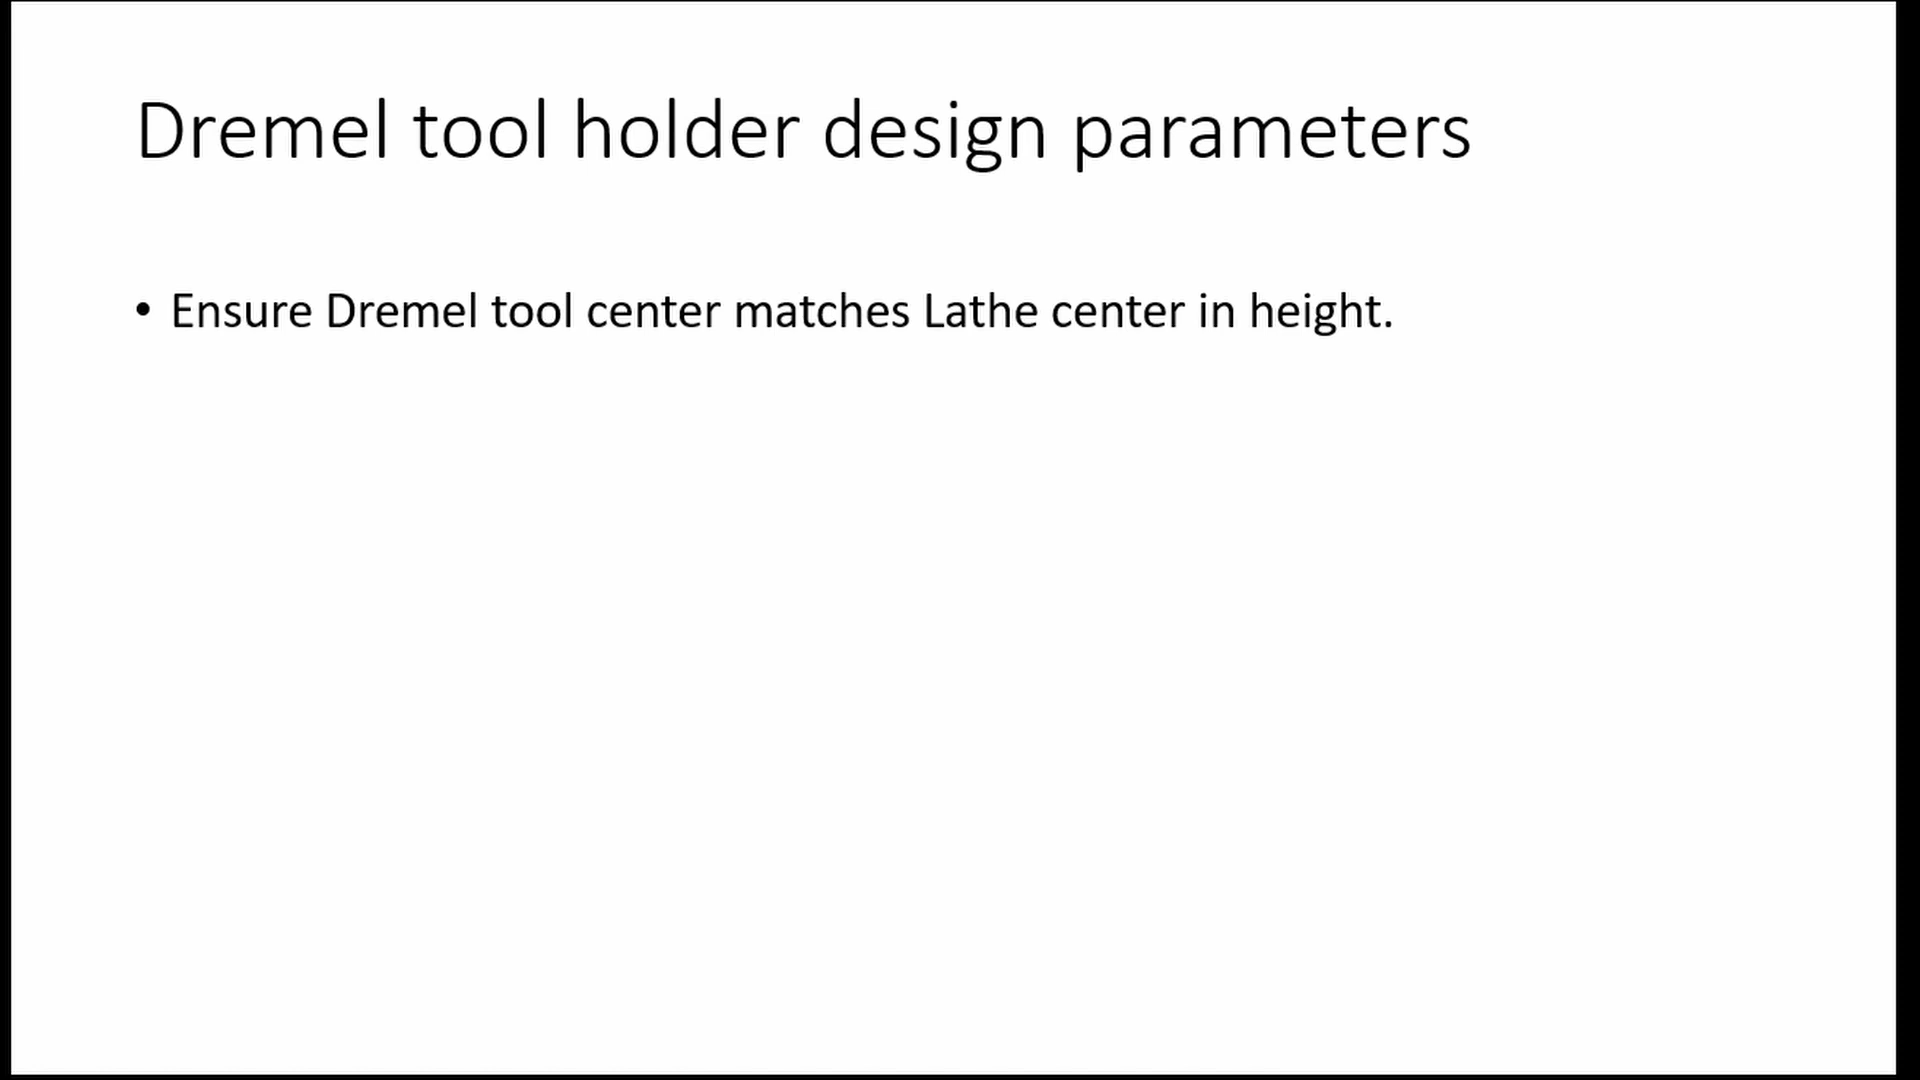 Dremel tool holder design parameters
• Ensure Dremel tool center matches Lathe center in height.